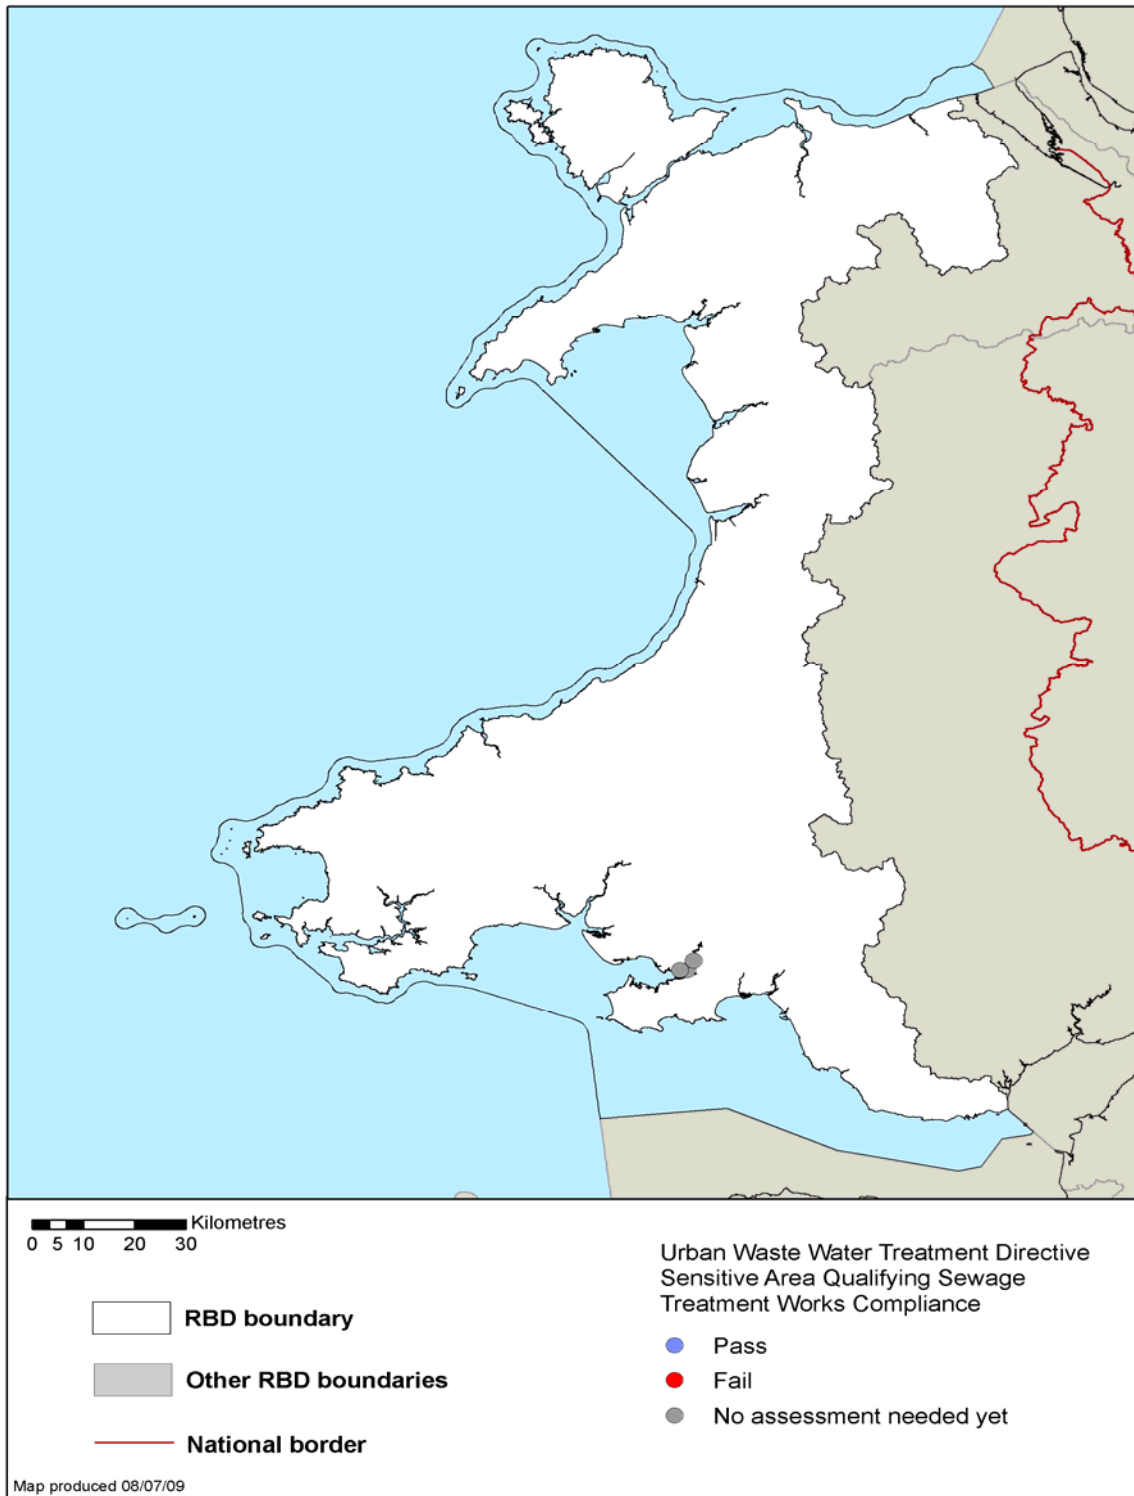 Kilometres
0 5 10 20 30
RBD boundary
Other RBD boundaries
National border
Map produced 08/07/09
Urban Waste Water Treatment Directive
Sensitive Area Qualifying Sewage
Treatment Works Compliance
Pass
Fail
No assessment needed yet